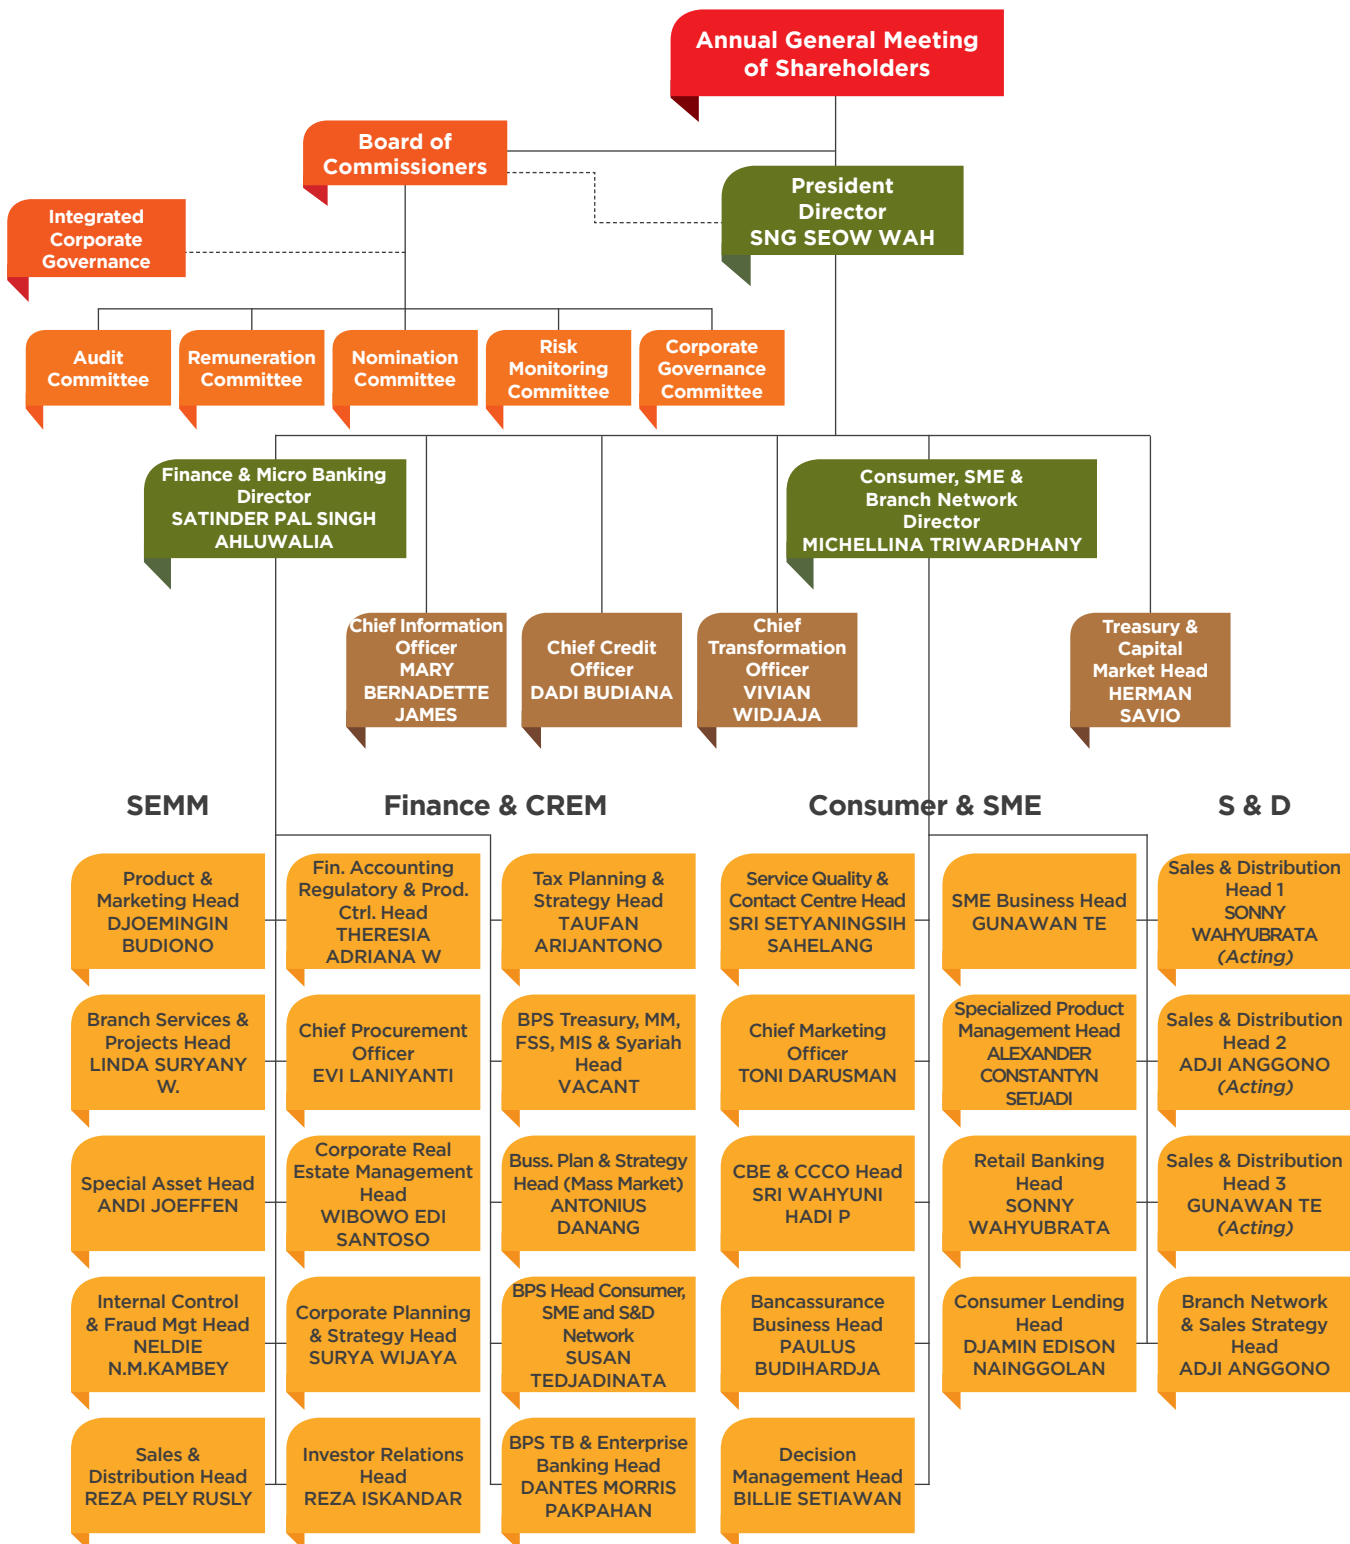 Annual General Meeting
of Shareholders
Board of
Commissioners
President
Director
SNG SEOW WAH
Integrated
Corporate
Governance
Audit
Committee
Remuneration
Committee
Nomination
Committee
Risk
Monitoring
Committee
Corporate
Governance
Committee
Finance & Micro Banking
Director
SATINDER PAL SINGH
AHLUWALIA
Consumer, SME &
Branch Network
Director
MICHELLINA TRIWARDHANY
Chief Information
Officer
MARY
BERNADETTE
JAMES
Chief Credit
Officer
DADI BUDIANA
Chief
Transformation
Officer
VIVIAN
WIDJAJA
Treasury &
Capital
Market Head
HERMAN
SAVIO
SEMM
Finance & CREM
Consumer & SME
S & D
Product &
Marketing Head
DJOEMINGIN
BUDIONO
Fin. Accounting
Regulatory & Prod.
Ctrl. Head
THERESIA
ADRIANA W
Tax Planning &
Strategy Head
TAUFAN
ARIJANTONO
Service Quality &
Contact Centre Head
SRI SETYANINGSIH
SAHELANG
SME Business Head
GUNAWAN TE
Sales & Distribution
Head 1
SONNY
WAHYUBRATA
(Acting)
Branch Services &
Projects Head
LINDA SURYANY
W.
Chief Procurement
Officer
EVI LANIYANTI
BPS Treasury, MM,
FSS, MIS & Syariah
Head
VACANT
Chief Marketing
Officer
TONI DARUSMAN
Specialized Product
Management Head
ALEXANDER
CONSTANTYN
SETJADI
Sales & Distribution
Head 2
ADJI ANGGONO
(Acting)
Special Asset Head
ANDI JOEFFEN
Corporate Real
Estate Management
Head
WIBOWO EDI
SANTOSO
Buss. Plan & Strategy
Head (Mass Market)
ANTONIUS
DANANG
CBE & CCCO Head
SRI WAHYUNI
HADI P
Retail Banking
Head
SONNY
WAHYUBRATA
Sales & Distribution
Head 3
GUNAWAN TE
(Acting)
Internal Control
& Fraud Mgt Head
NELDIE
N.M.KAMBEY
Corporate Planning
& Strategy Head
SURYA WIJAYA
BPS Head Consumer,
SME and S&D
Network
SUSAN
TEDJADINATA
Bancassurance
Business Head
PAULUS
BUDIHARDJA
Consumer Lending
Head
DJAMIN EDISON
NAINGGOLAN
Branch Network
& Sales Strategy
Head
ADJI ANGGONO
Sales &
Distribution Head
REZA PELY RUSLY
Investor Relations
Head
REZA ISKANDAR
BPS TB & Enterprise
Banking Head
DANTES MORRIS
PAKPAHAN
Decision
Management Head
BILLIE SETIAWAN